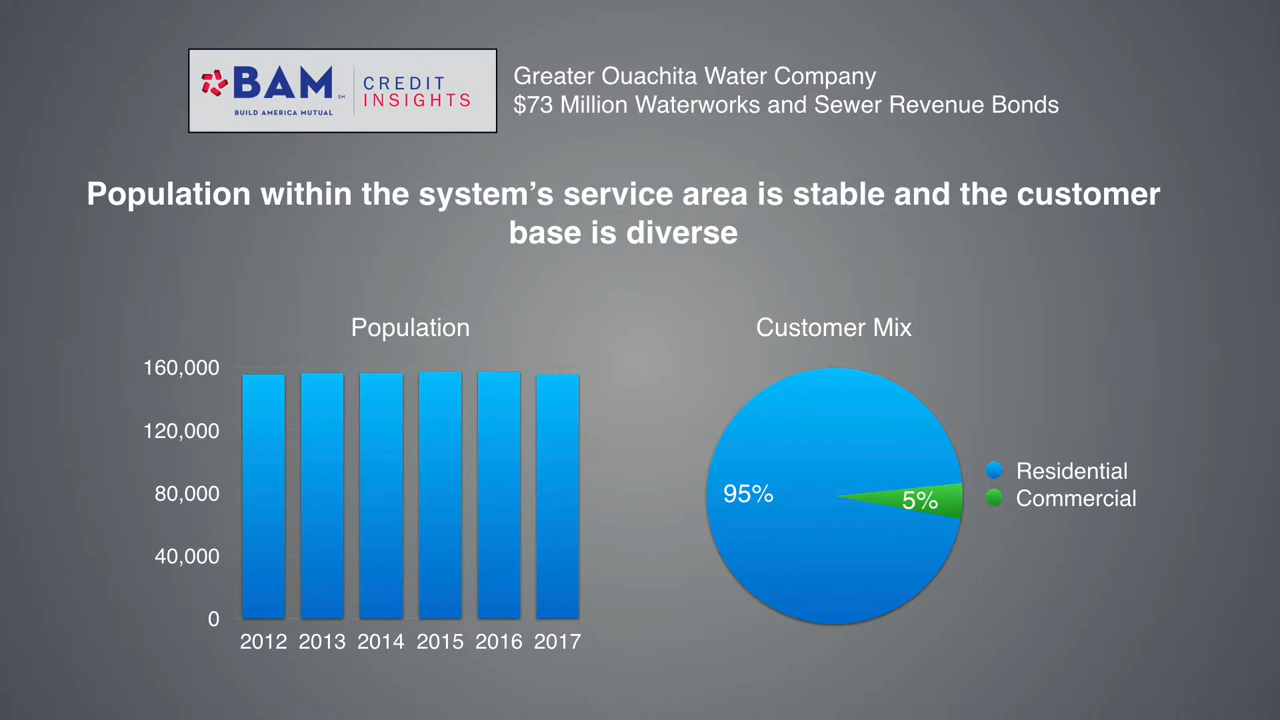 BAM SM
BUILD AMERICA MUTUAL
CREDIT
INSIGHTS
Greater Ouachita Water Company
$73 Million Waterworks and Sewer Revenue Bonds
Population within the system’s service area is stable and the customer
base is diverse
Population
160,000
120,000
80,000
40,000
0
2012 2013 2014 2015 2016 2017
Customer Mix
95%
5%
Residential
Commercial